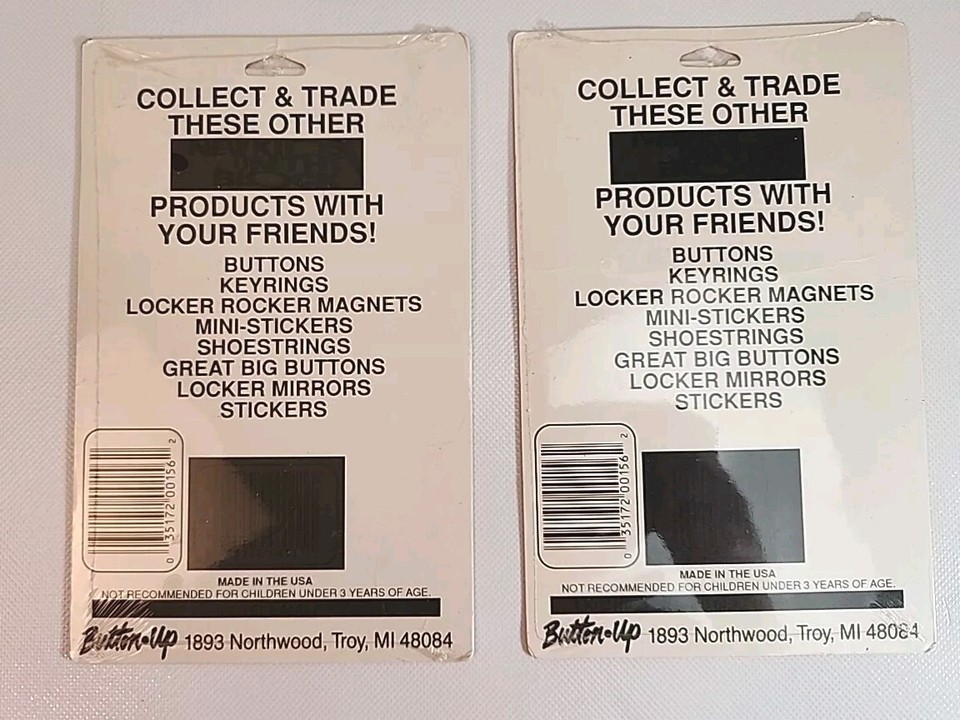 COLLECT & TRADE
THESE OTHER
PRODUCTS WITH
YOUR FRIENDS!
BUTTONS
KEYRINGS
LOCKER ROCKER MAGNETS
MINI-STICKERS
SHOESTRINGS
GREAT BIG BUTTONS
LOCKER MIRRORS
STICKERS
0 35172 00156 2
MADE IN THE USA
NOT RECOMMENDED FOR CHILDREN UNDER 3 YEARS OF AGE.
Button-Up 1893 Northwood, Troy, MI 48084
COLLECT & TRADE
THESE OTHER
PRODUCTS WITH
YOUR FRIENDS!
BUTTONS
KEYRINGS
LOCKER ROCKER MAGNETS
MINI-STICKERS
SHOESTRINGS
GREAT BIG BUTTONS
LOCKER MIRRORS
STICKERS
0 35172 00156 2
MADE IN THE USA
NOT RECOMMENDED FOR CHILDREN UNDER 3 YEARS OF AGE.
Button-Up 1893 Northwood, Troy, MI 48084